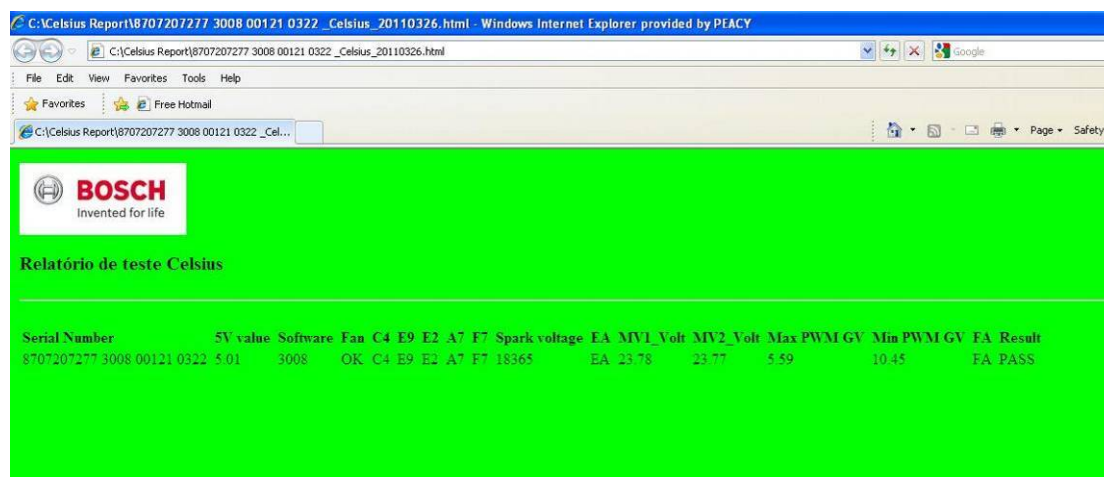 C:\Celsius Report\8707207277 3008 00121 0322 _Celsius_20110326.html - Windows Internet Explorer provided by PEACY
C:\Celsius Report\8707207277 3008 00121 0322 _Celsius_20110326.html
Google
File Edit View Favorites Tools Help
Favorites Free Hotmail
C:\Celsius Report\8707207277 3008 00121 0322 _Cel...
Page Safety
BOSCH
Invented for life
Relatório de teste Celsius
Serial Number 5V value Software Fan C4 E9 E2 A7 F7 Spark voltage EA MV1_Volt MV2_Volt Max PWM GV Min PWM GV FA Result
8707207277 3008 00121 0322 5.01 3008 OK C4 E9 E2 A7 F7 18365 EA 23.78 23.77 5.59 10.45 FA PASS